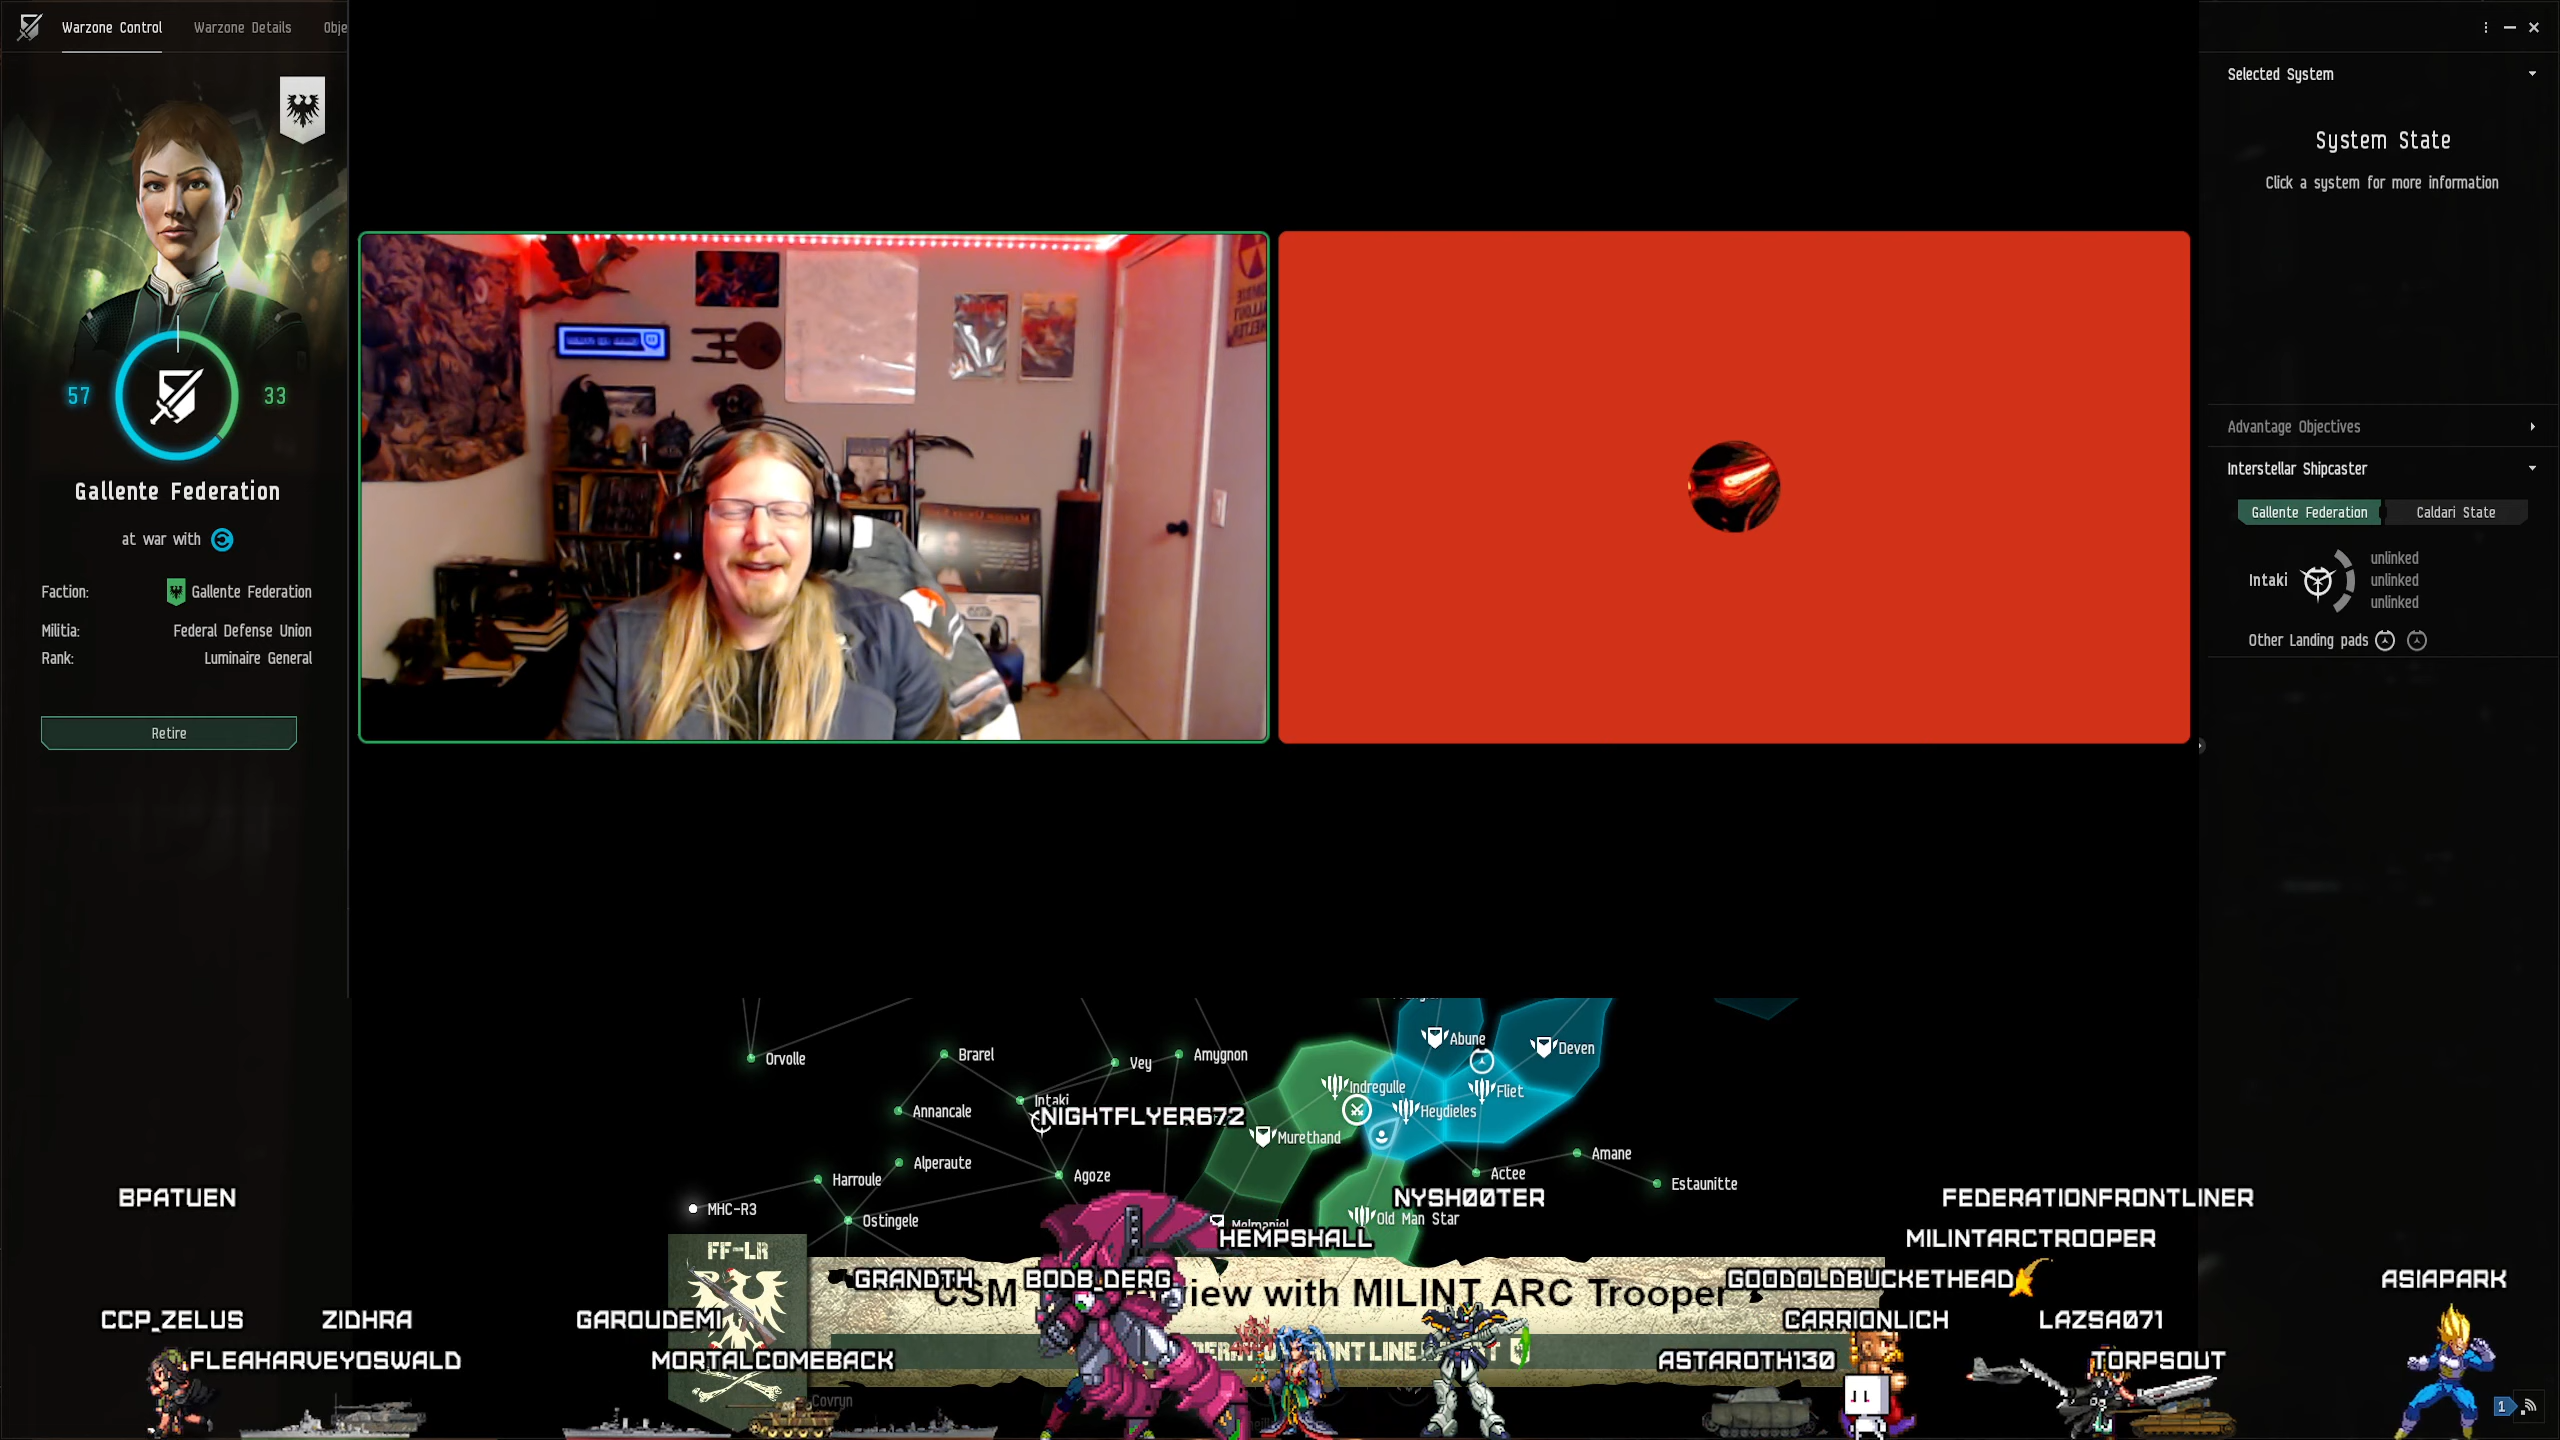 Warzone Control
Warzone Details
Obje
57
33
Gallente Federation
at war with
Faction: Gallente Federation
Militia: Federal Defense Union
Rank: Luminaire General
Retire
Selected System
System State
Click a system for more information
Advantage Objectives
Interstellar Shipcaster
Gallente Federation
Caldari State
Intaki
unlinked
unlinked
unlinked
Other Landing pads
Abune
Deven
Orvolle
Brarel
Vey
Amygnon
Indregulle
Fliet
Intaki
Annancale
Heydieles
NIGHTFLYER672
Murethand
Alperaute
Amane
Harroule
Agoze
Actee
Estaunitte
BPATUEN
NYSH00TER
FEDERATIONFRONTLINER
MHC-R3
Ostingele
Melmaniel
Old Man Star
HEMPSHALL
MILINTARCTROOPER
FF-LR
GRANDTH
BODB_DERG
GOODOLDBUCKETHEAD
ASIAPARK
CSM
iew with MILINT ARC Trooper
CCP_ZELUS
ZIDHRA
GAROUDEMI
CARRIONLICH
LAZSA071
FLEAHARVEYOSWALD
MORTALCOMEBACK
ASTAROTH130
TORPSOUT
Covryn
1